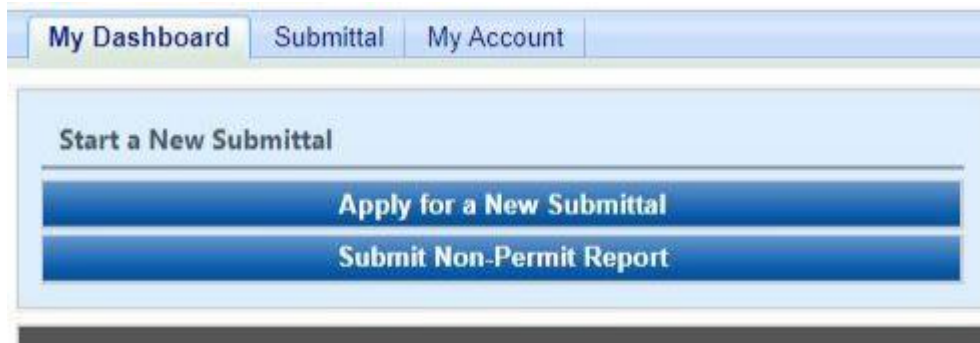 My Dashboard Submittal My Account
Start a New Submittal
Apply for a New Submittal
Submit Non-Permit Report